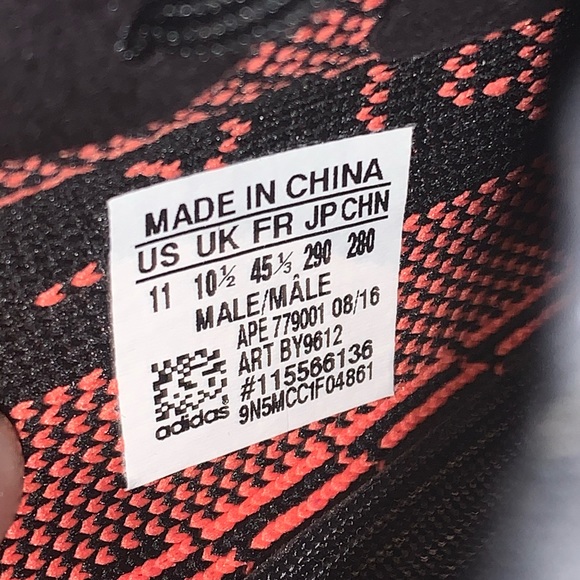 MADE IN CHINA
US UK FR JP CHN
11 10½ 45⅓ 290 280
MALE/MÂLE
APE 779001 08/16
ART BY9612
#115566136
9N5MCC1F04861
adidas®